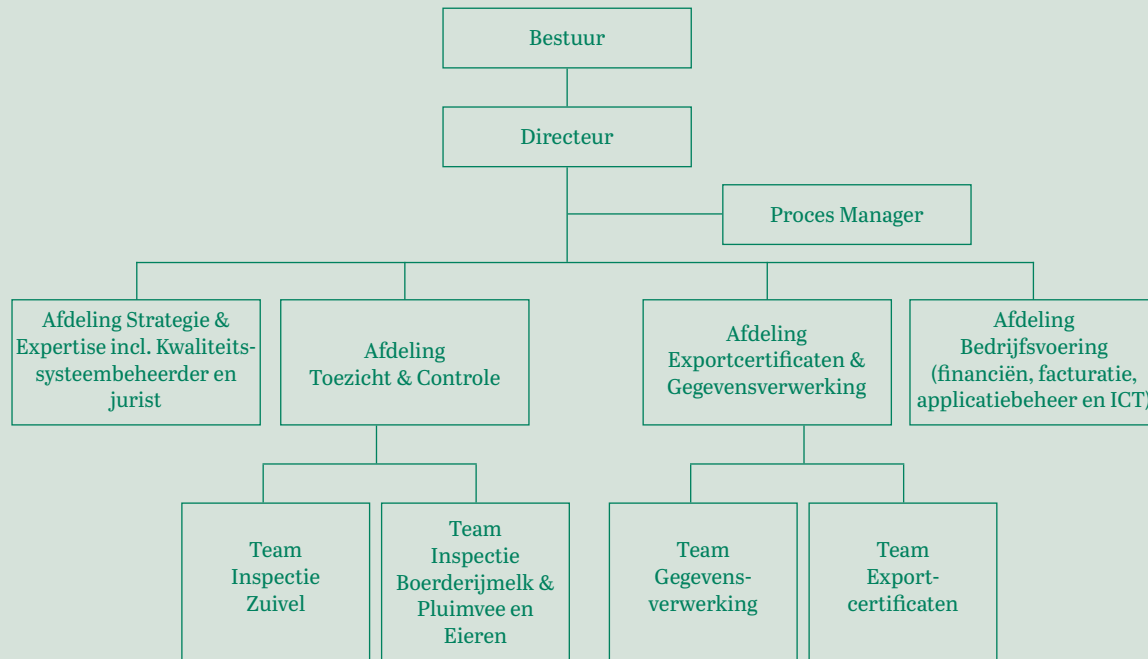 Bestuur
Directeur
Proces Manager
Afdeling Strategie &
Expertise incl. Kwaliteits-
systeembeheerder en
jurist
Afdeling
Toezicht & Controle
Afdeling
Exportcertificaten &
Gegevensverwerking
Afdeling
Bedrijfsvoering
(financiën, facturatie,
applicatiebeheer en ICT)
Team
Inspectie
Zuivel
Team
Inspectie
Boerderijmelk &
Pluimvee en
Eieren
Team
Gegevens-
verwerking
Team
Export-
certificaten